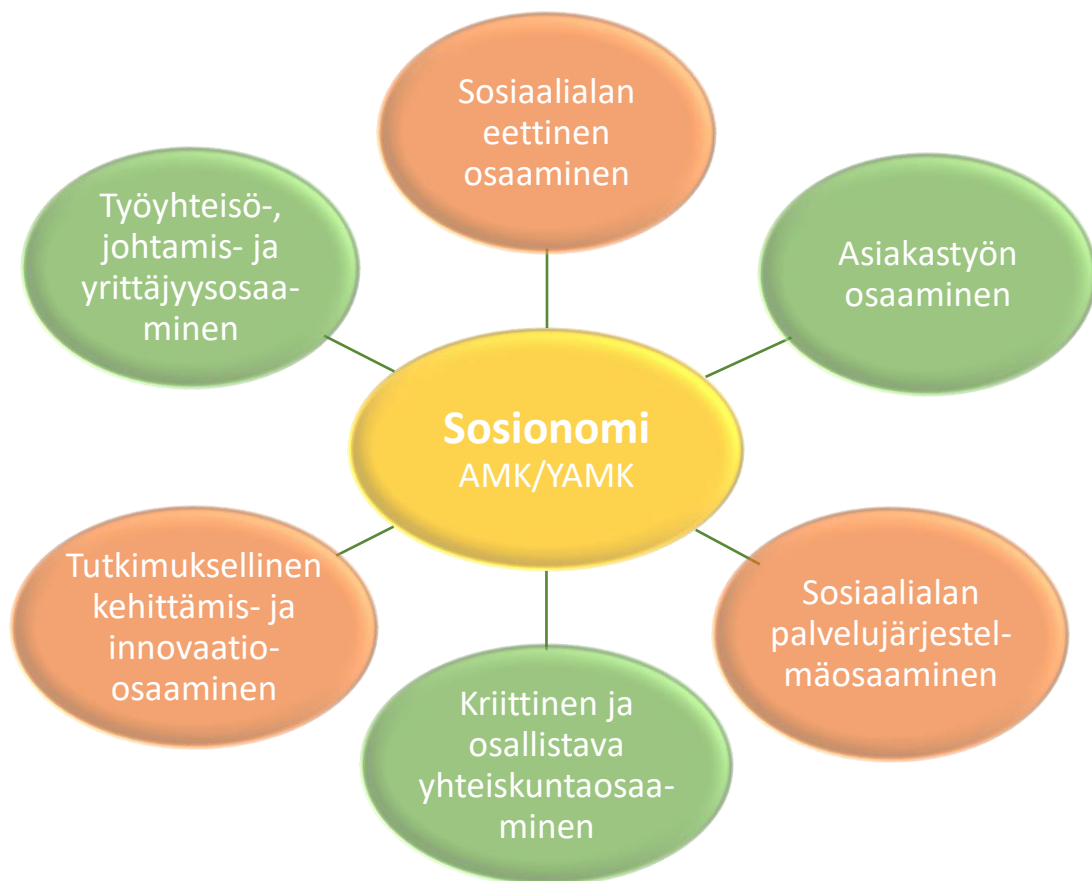 Sosiaalialan
eettinen
osaaminen
Työyhteisö-,
johtamis- ja
yrittäjyysosaa-
minen
Asiakastyön
osaaminen
Sosionomi
AMK/YAMK
Tutkimuksellinen
kehittämis- ja
innovaatio-
osaaminen
Sosiaalialan
palvelujärjestel-
mäosaaminen
Kriittinen ja
osallistava
yhteiskuntaosaa-
minen